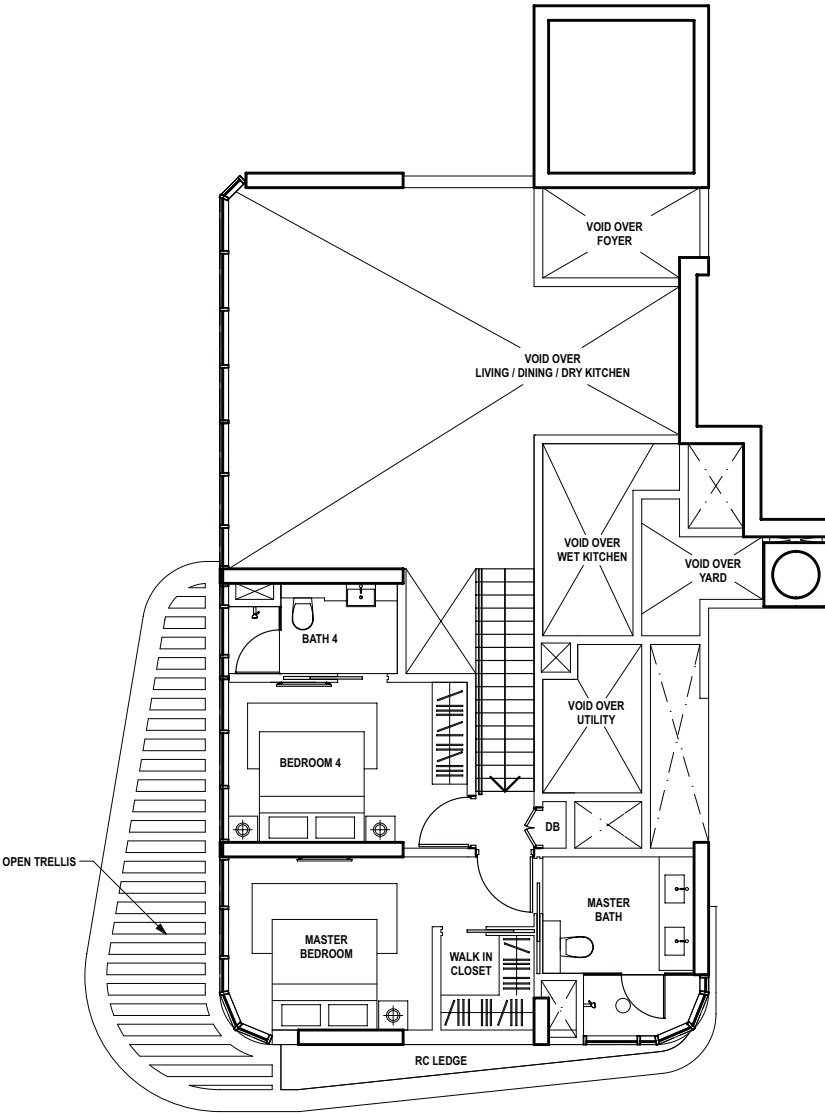 VOID OVER
FOYER
VOID OVER
LIVING / DINING / DRY KITCHEN
VOID OVER
WET KITCHEN
VOID OVER
YARD
BATH 4
VOID OVER
UTILITY
BEDROOM 4
DB
OPEN TRELLIS
MASTER
BATH
MASTER
BEDROOM
WALK IN
CLOSET
RC LEDGE